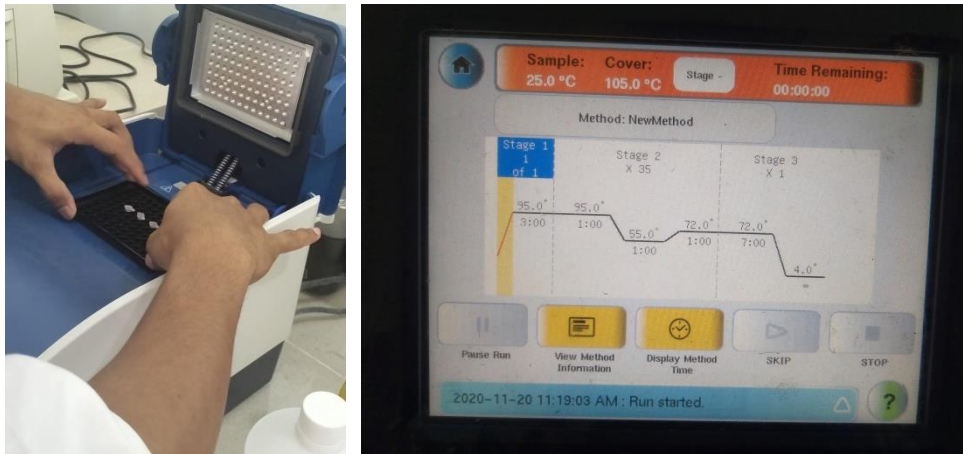 Sample:
Cover:
Stage -
Time Remaining:
25.0 °C
105.0 °C
00:00:00
Method: NewMethod
Stage 1
1
of 1
Stage 2
X 35
Stage 3
X 1
95.0°
3:00
95.0°
1:00
55.0°
1:00
72.0°
1:00
72.0°
7:00
4.0°
∞
Pause Run
View Method
Information
Display Method
Time
SKIP
STOP
2020-11-20 11:19:03 AM : Run started.
?